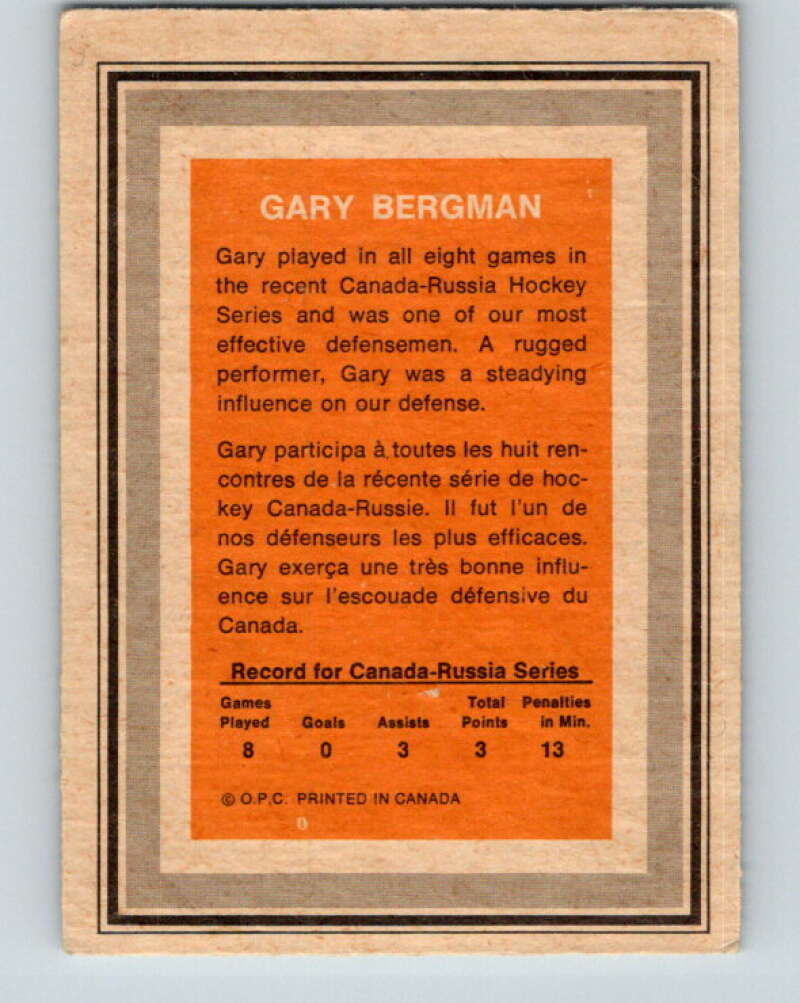 GARY BERGMAN
Gary played in all eight games in
the recent Canada-Russia Hockey
Series and was one of our most
effective defensemen. A rugged
performer, Gary was a steadying
influence on our defense.
Gary participa à toutes les huit ren-
contres de la récente série de hoc-
key Canada-Russie. Il fut l'un de
nos défenseurs les plus efficaces.
Gary exerça une très bonne influ-
ence sur l'escouade défensive du
Canada.
Record for Canada-Russia Series
Games Total Penalties
Played Goals Assists Points in Min.
8 0 3 3 13
© O.P.C. PRINTED IN CANADA